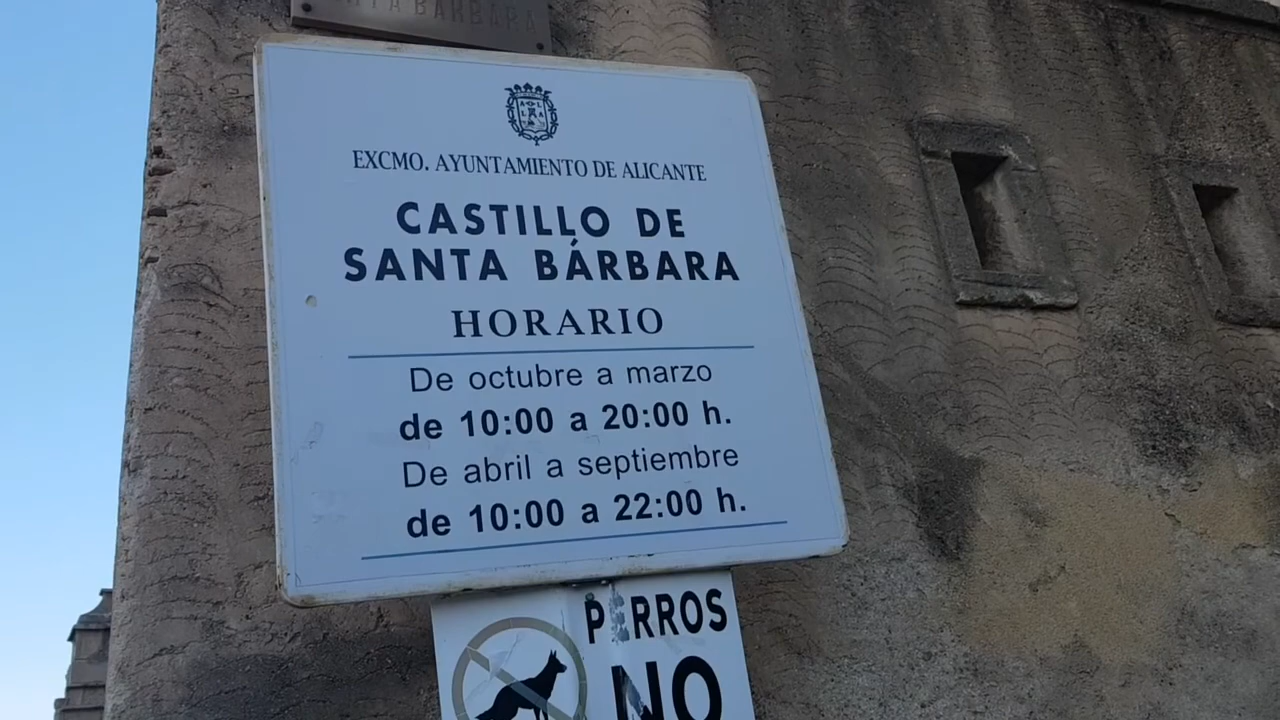 BARBARA
EXCMO. AYUNTAMIENTO DE ALICANTE
CASTILLO DE
SANTA BÁRBARA
HORARIO
De octubre a marzo
de 10:00 a 20:00 h.
De abril a septiembre
de 10:00 a 22:00 h.
PERROS
NO